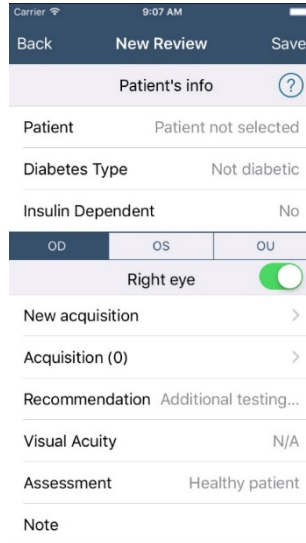 Carrier 9:07 AM
Back New Review Save
Patient's info ?
Patient Patient not selected
Diabetes Type Not diabetic
Insulin Dependent No
OD OS OU
Right eye
New acquisition
Acquisition (0)
Recommendation Additional testing...
Visual Acuity N/A
Assessment Healthy patient
Note